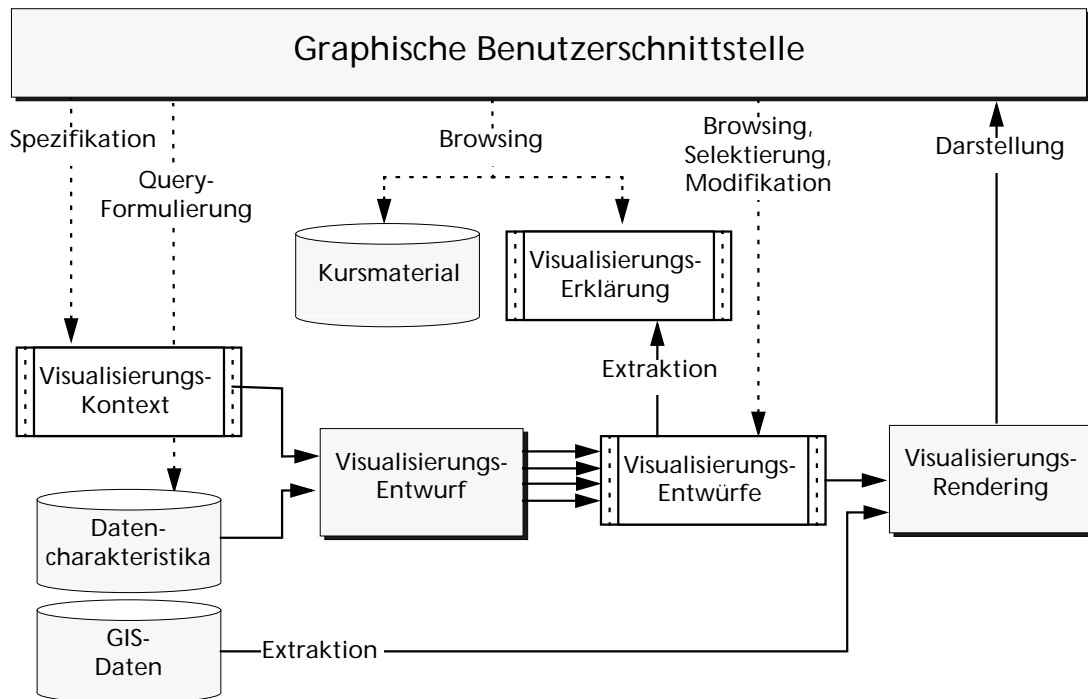 Graphische Benutzerschnittstelle
Spezifikation
Query-
Formulierung
Browsing
Browsing,
Selektierung,
Modifikation
Darstellung
Kursmaterial
Visualisierungs-
Erklärung
Visualisierungs-
Kontext
Extraktion
Visualisierungs-
Entwurf
Visualisierungs-
Entwürfe
Visualisierungs-
Rendering
Daten-
charakteristika
GIS-
Daten
Extraktion